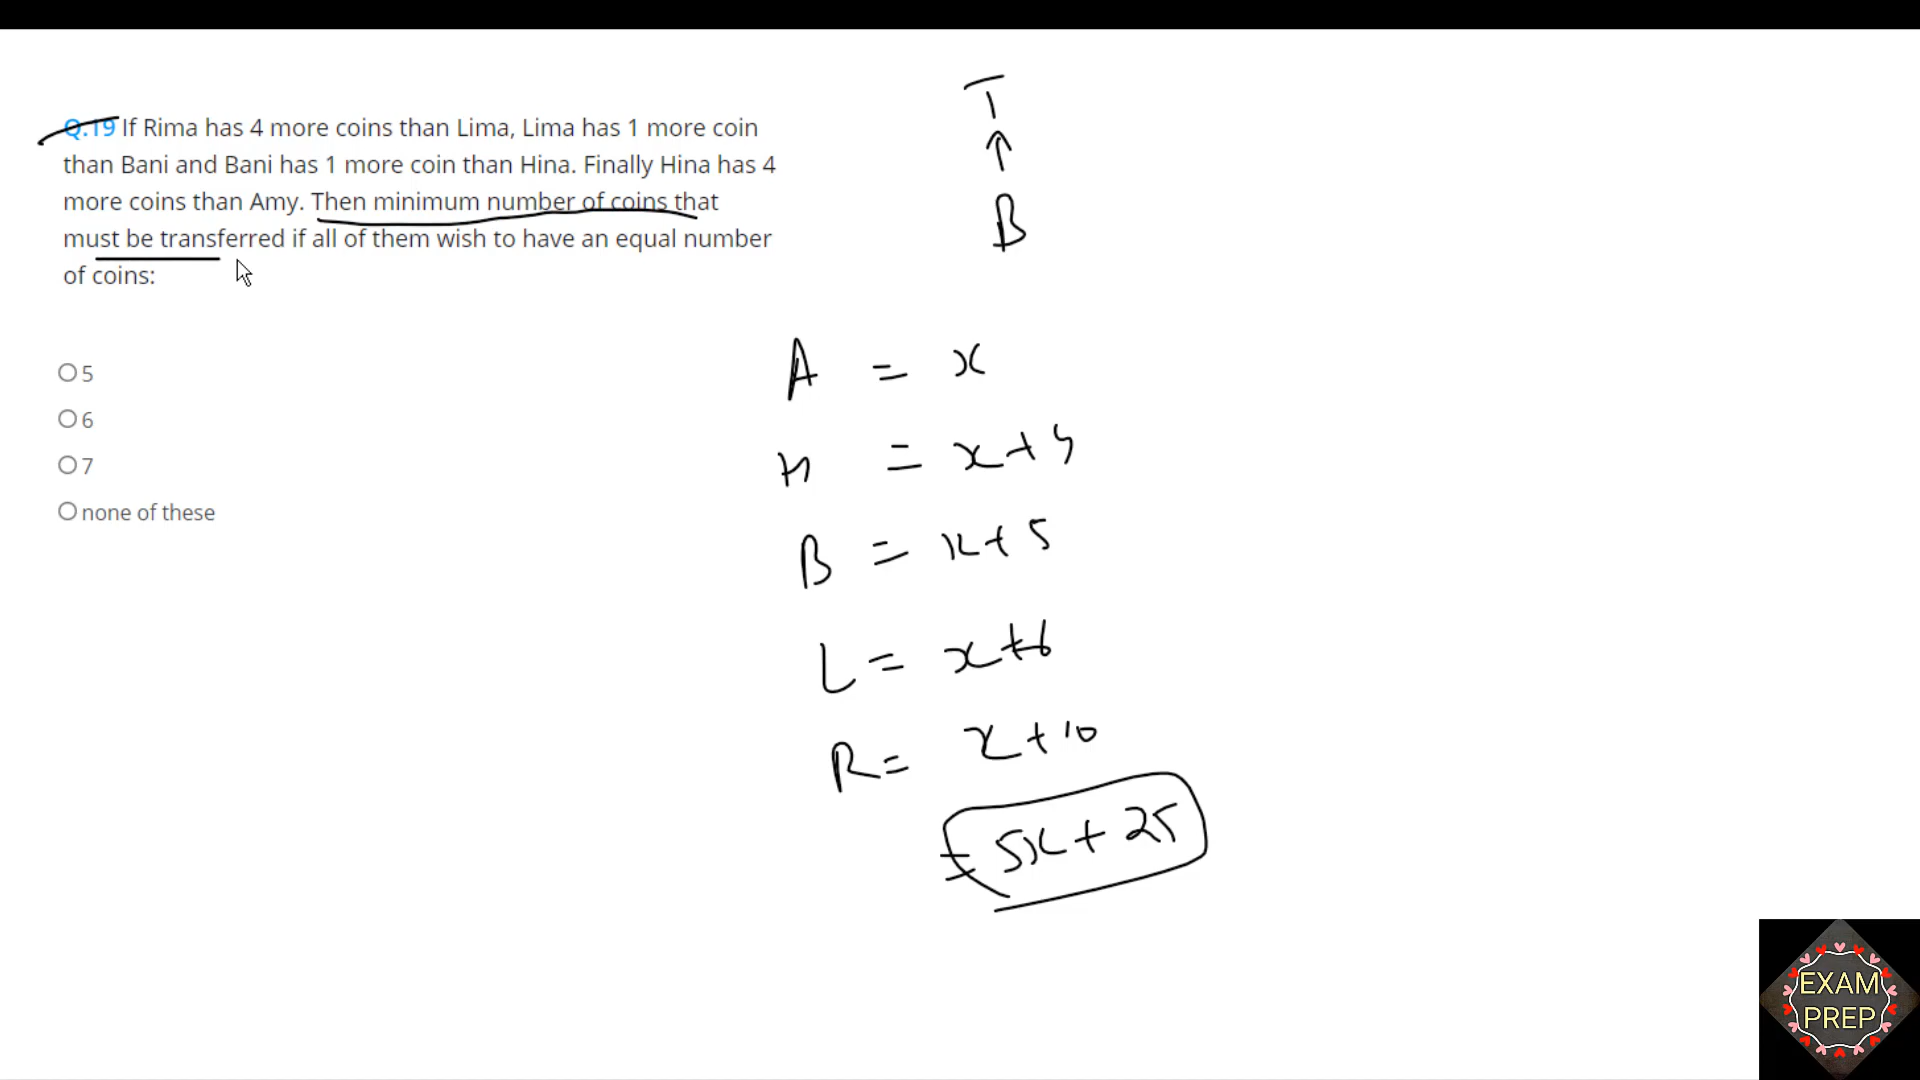 Q.19 If Rima has 4 more coins than Lima, Lima has 1 more coin
than Bani and Bani has 1 more coin than Hina. Finally Hina has 4
more coins than Amy. Then minimum number of coins that
must be transferred if all of them wish to have an equal number
of coins:
5
6
7
none of these
T
↑
B
A = x
H = x+4
B = x+5
L = x+6
R = x+10
= 5x+25
EXAM
PREP